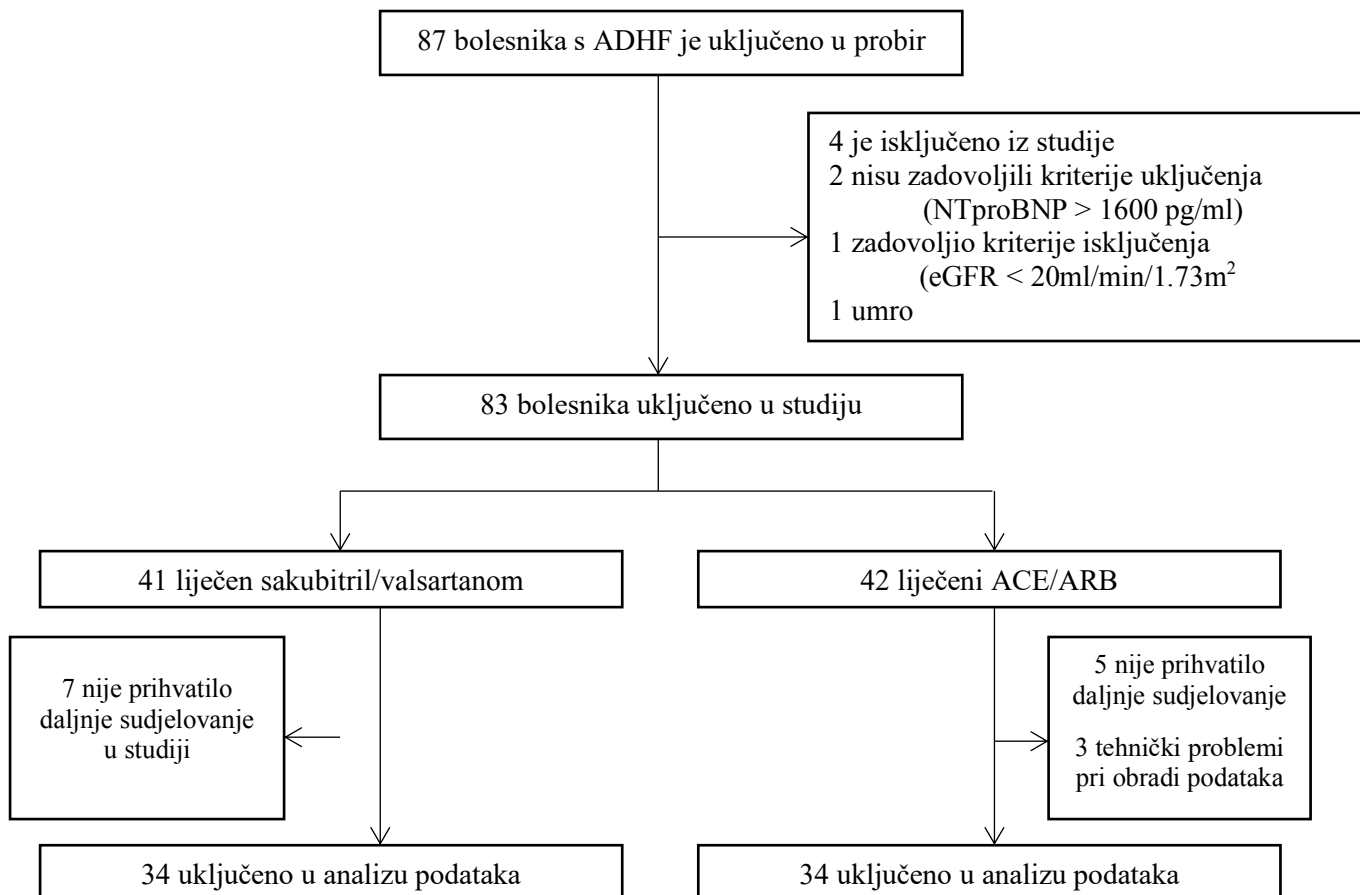 87 bolesnika s ADHF je uključeno u probir
4 je isključeno iz studije
2 nisu zadovoljili kriterije uključenja
(NTproBNP > 1600 pg/ml)
1 zadovoljio kriterije isključenja
(eGFR < 20ml/min/1.73m²
1 umro
83 bolesnika uključeno u studiju
41 liječen sakubitril/valsartanom
42 liječeni ACE/ARB
7 nije prihvatilo
daljnje sudjelovanje
u studiji
5 nije prihvatilo
daljnje sudjelovanje
3 tehnički problemi
pri obradi podataka
34 uključeno u analizu podataka
34 uključeno u analizu podataka